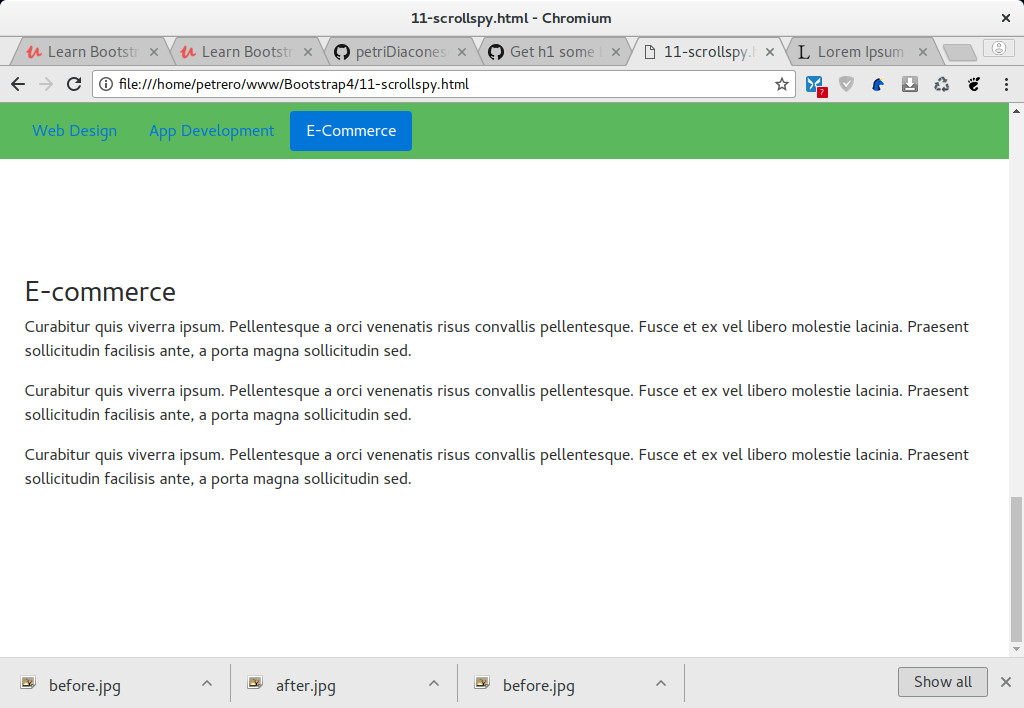 11-scrollspy.html - Chromium
Learn Bootstr
Learn Bootstr
petriDiacones
Get h1 some
11-scrollspy.
Lorem Ipsum
file:///home/petrero/www/Bootstrap4/11-scrollspy.html
?
Web Design
App Development
E-Commerce
E-commerce
Curabitur quis viverra ipsum. Pellentesque a orci venenatis risus convallis pellentesque. Fusce et ex vel libero molestie lacinia. Praesent
sollicitudin facilisis ante, a porta magna sollicitudin sed.
Curabitur quis viverra ipsum. Pellentesque a orci venenatis risus convallis pellentesque. Fusce et ex vel libero molestie lacinia. Praesent
sollicitudin facilisis ante, a porta magna sollicitudin sed.
Curabitur quis viverra ipsum. Pellentesque a orci venenatis risus convallis pellentesque. Fusce et ex vel libero molestie lacinia. Praesent
sollicitudin facilisis ante, a porta magna sollicitudin sed.
before.jpg
after.jpg
before.jpg
Show all